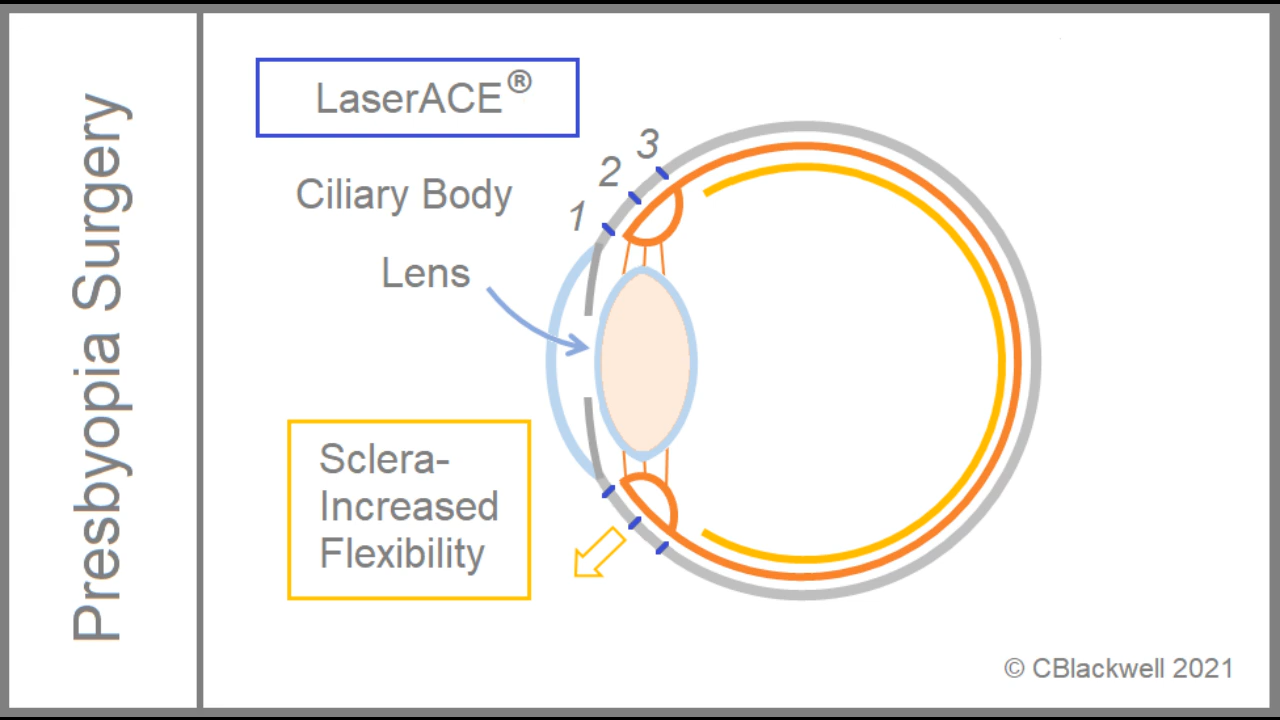 Presbyopia Surgery
LaserACE®
Ciliary Body
Lens
1
2
3
Sclera-
Increased
Flexibility
© CBlackwell 2021